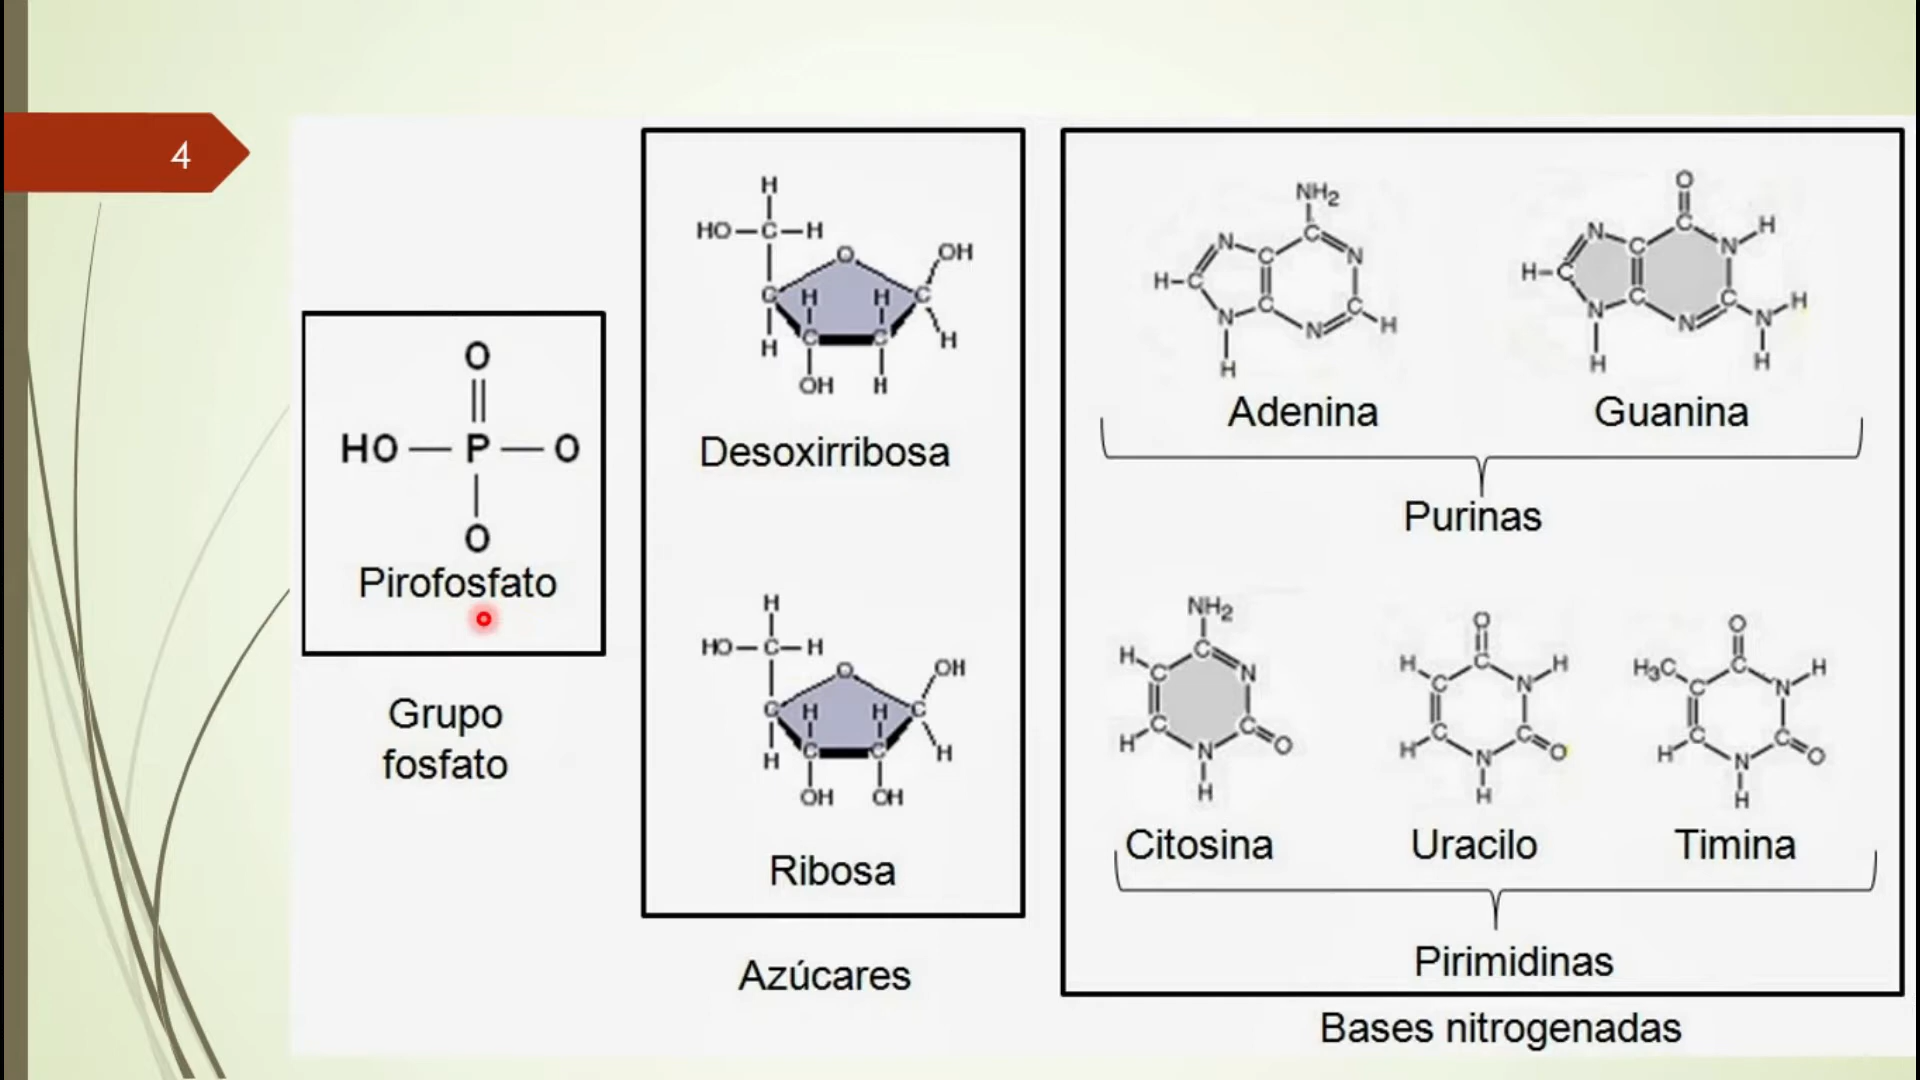 4
O
HO — P — O
O
Pirofosfato
Grupo
fosfato
H
HO—C—H
O
OH
C
H
H
C
H
C
C
H
OH
H
Desoxirribosa
H
HO—C—H
O
OH
C
H
H
C
H
C
C
H
OH
OH
Ribosa
Azúcares
NH2
N
C
C
N
H–C
N
C
N
C
H
H
Adenina
O
N
C
C
N
H
H–C
N
C
N
C
N
H
H
H
Guanina
Purinas
NH2
H
C
C
N
H
C
N
C
O
H
Citosina
O
H
C
C
N
H
H
C
N
C
O
H
Uracilo
O
H3C
C
C
N
H
H
C
N
C
O
H
Timina
Pirimidinas
Bases nitrogenadas